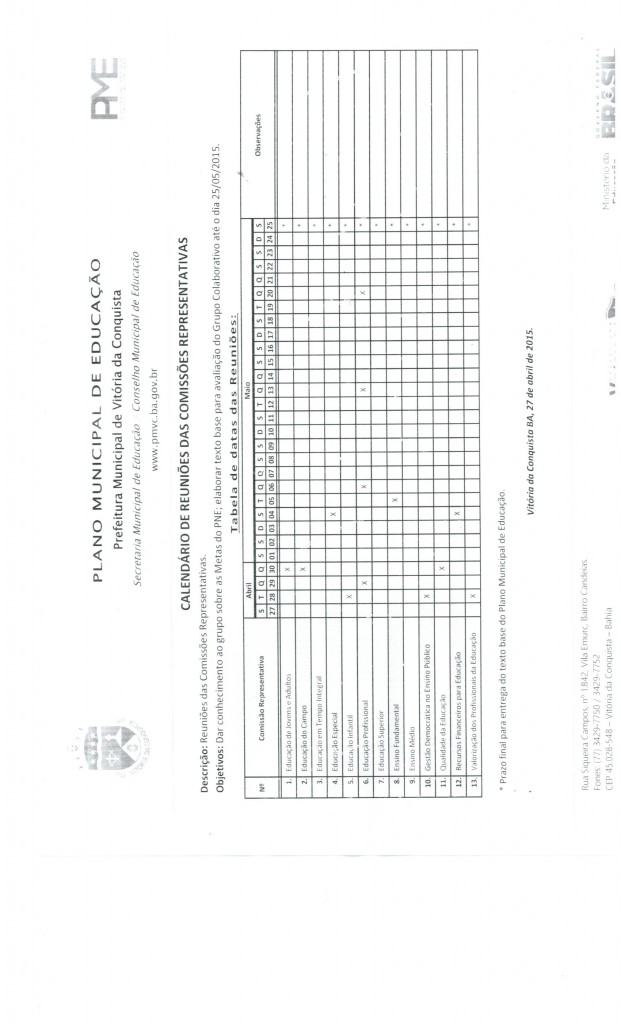 PME
PLANO MUNICIPAL DE EDUCAÇÃO
Prefeitura Municipal de Vitória da Conquista
Secretaria Municipal de Educação Conselho Municipal de Educação
www.pmvc.ba.gov.br
CALENDÁRIO DE REUNIÕES DAS COMISSÕES REPRESENTATIVAS
Descrição: Reuniões das Comissões Representativas.
Objetivos: Dar conhecimento ao grupo sobre as Metas do PNE; elaborar texto base para avaliação do Grupo Colaborativo até o dia 25/05/2015.
Tabela de datas das Reuniões:
Nº Comissão Representativa Abril Maio Observações
S T Q Q S S D S T Q Q S S D S T Q Q S S D S T Q Q S S D S
27 28 29 30 01 02 03 04 05 06 07 08 09 10 11 12 13 14 15 16 17 18 19 20 21 22 23 24 25
1. Educação de Jovens e Adultos X *
2. Educação do Campo X *
3. Educação em Tempo Integral *
4. Educação Especial X *
5. Educação Infantil X *
6. Educação Profissional X X X X *
7. Educação Superior *
8. Ensino Fundamental X *
9. Ensino Médio *
10. Gestão Democrática no Ensino Público X *
11. Qualidade da Educação X *
12. Recursos Financeiros para Educação X *
13. Valorização dos Profissionais da Educação X *
* Prazo final para entrega do texto base do Plano Municipal de Educação.
Vitória da Conquista BA, 27 de abril de 2015.
Rua Siqueira Campos, nº 1.842, Vila Emurc, Bairro Candeias.
Fones: (77) 3429-7750 / 3429-7752
CEP 45.028-548 – Vitória da Conquista – Bahia
Ministério da
Educação
GOVERNO FEDERAL
BRASIL